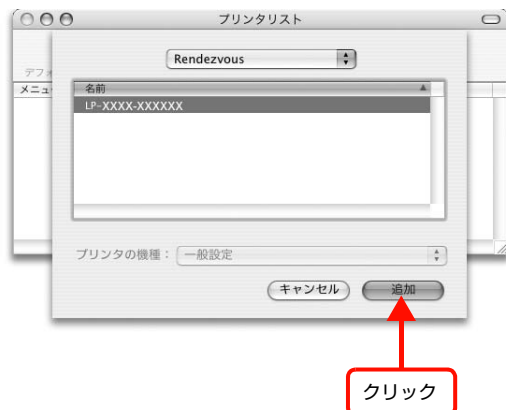 プリンタリスト
Rendezvous
デフォ
メニュー
名前
LP-XXXX-XXXXXX
プリンタの機種：
一般設定
キャンセル
追加
クリック